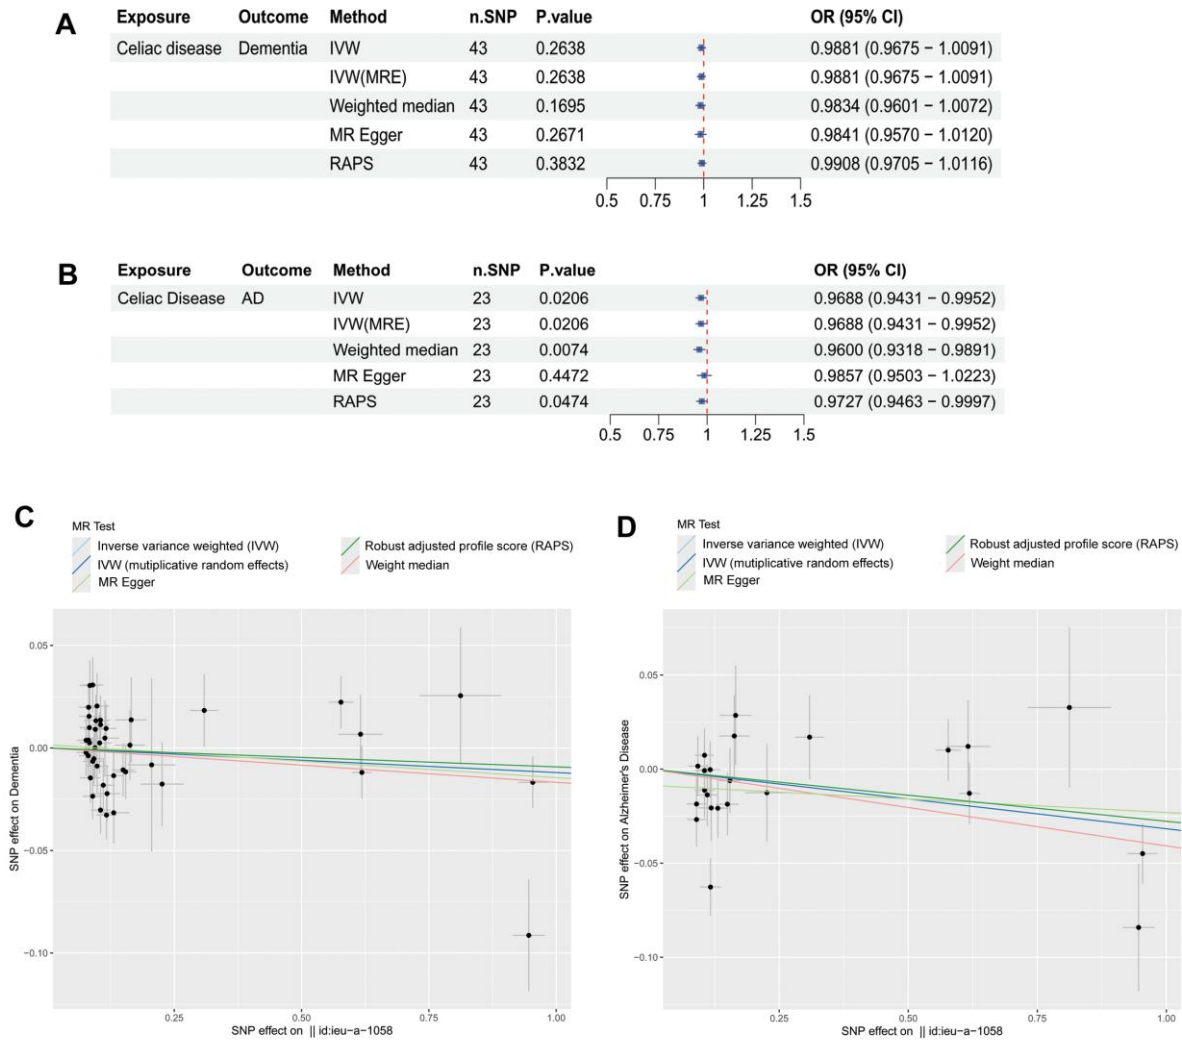 A
Exposure Outcome Method n.SNP P.value OR (95% CI)
Celiac disease Dementia IVW 43 0.2638 0.9881 (0.9675 − 1.0091)
IVW(MRE) 43 0.2638 0.9881 (0.9675 − 1.0091)
Weighted median 43 0.1695 0.9834 (0.9601 − 1.0072)
MR Egger 43 0.2671 0.9841 (0.9570 − 1.0120)
RAPS 43 0.3832 0.9908 (0.9705 − 1.0116)
0.5 0.75 1 1.25 1.5
B
Exposure Outcome Method n.SNP P.value OR (95% CI)
Celiac Disease AD IVW 23 0.0206 0.9688 (0.9431 − 0.9952)
IVW(MRE) 23 0.0206 0.9688 (0.9431 − 0.9952)
Weighted median 23 0.0074 0.9600 (0.9318 − 0.9891)
MR Egger 23 0.4472 0.9857 (0.9503 − 1.0223)
RAPS 23 0.0474 0.9727 (0.9463 − 0.9997)
0.5 0.75 1 1.25 1.5
C
MR Test
Inverse variance weighted (IVW)
IVW (mutiplicative random effects)
MR Egger
Robust adjusted profile score (RAPS)
Weight median
SNP effect on Dementia
0.05
0.00
−0.05
−0.10
0.25 0.50 0.75 1.00
SNP effect on || id:ieu−a−1058
D
MR Test
Inverse variance weighted (IVW)
IVW (mutiplicative random effects)
MR Egger
Robust adjusted profile score (RAPS)
Weight median
SNP effect on Alzheimer's Disease
0.05
0.00
−0.05
−0.10
0.25 0.50 0.75 1.00
SNP effect on || id:ieu−a−1058